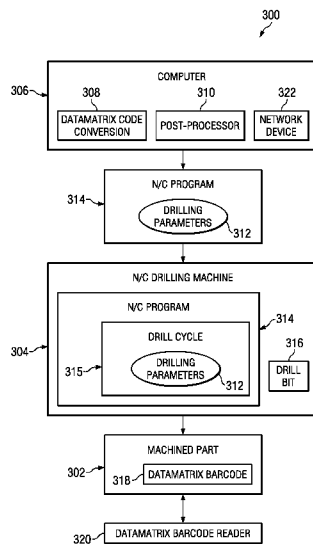 300
COMPUTER
306
308
310
322
DATAMATRIX CODE
CONVERSION
POST-PROCESSOR
NETWORK
DEVICE
N/C PROGRAM
314
DRILLING
PARAMETERS
312
N/C DRILLING MACHINE
N/C PROGRAM
314
DRILL CYCLE
304
315
DRILLING
PARAMETERS
312
316
DRILL
BIT
MACHINED PART
302
318
DATAMATRIX BARCODE
320
DATAMATRIX BARCODE READER